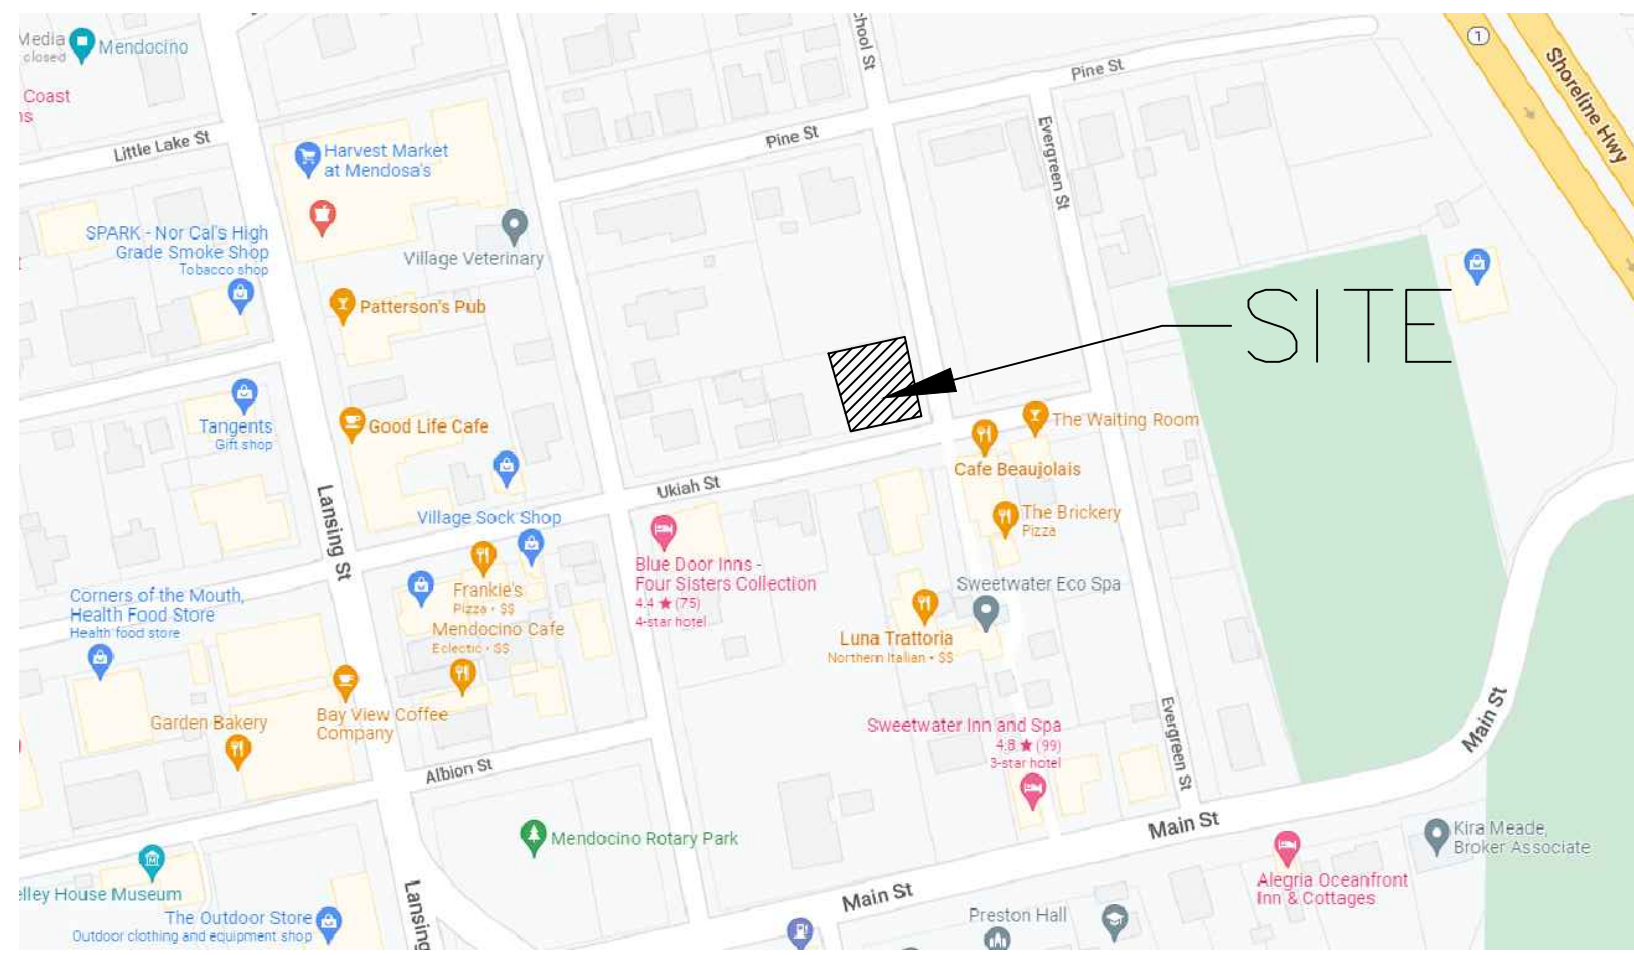 Media
closed
Mendocino
Coast
Little Lake St
Harvest Market
at Mendosa's
SPARK - Nor Cal's High
Grade Smoke Shop
Tobacco shop
Village Veterinary
Patterson's Pub
Pine St
Pine St
Evergreen St
1
Shoreline Hwy
SITE
Tangents
Gift shop
Good Life Cafe
Lansing St
Ukiah St
The Waiting Room
Cafe Beaujolais
The Brickery
Pizza
Village Sock Shop
Blue Door Inns -
Four Sisters Collection
4.4 ★ (75)
4-star hotel
Frankie's
Pizza • $$
Mendocino Cafe
Eclectic • $$
Corners of the Mouth,
Health Food Store
Health food store
Sweetwater Eco Spa
Luna Trattoria
Northern Italian • $$
Garden Bakery
Bay View Coffee
Company
Albion St
Sweetwater Inn and Spa
4.8 ★ (99)
3-star hotel
Evergreen St
Main St
Main St
Mendocino Rotary Park
Kira Meade,
Broker Associate
elley House Museum
Lansing
Main St
Alegria Oceanfront
Inn & Cottages
The Outdoor Store
Outdoor clothing and equipment shop
Preston Hall